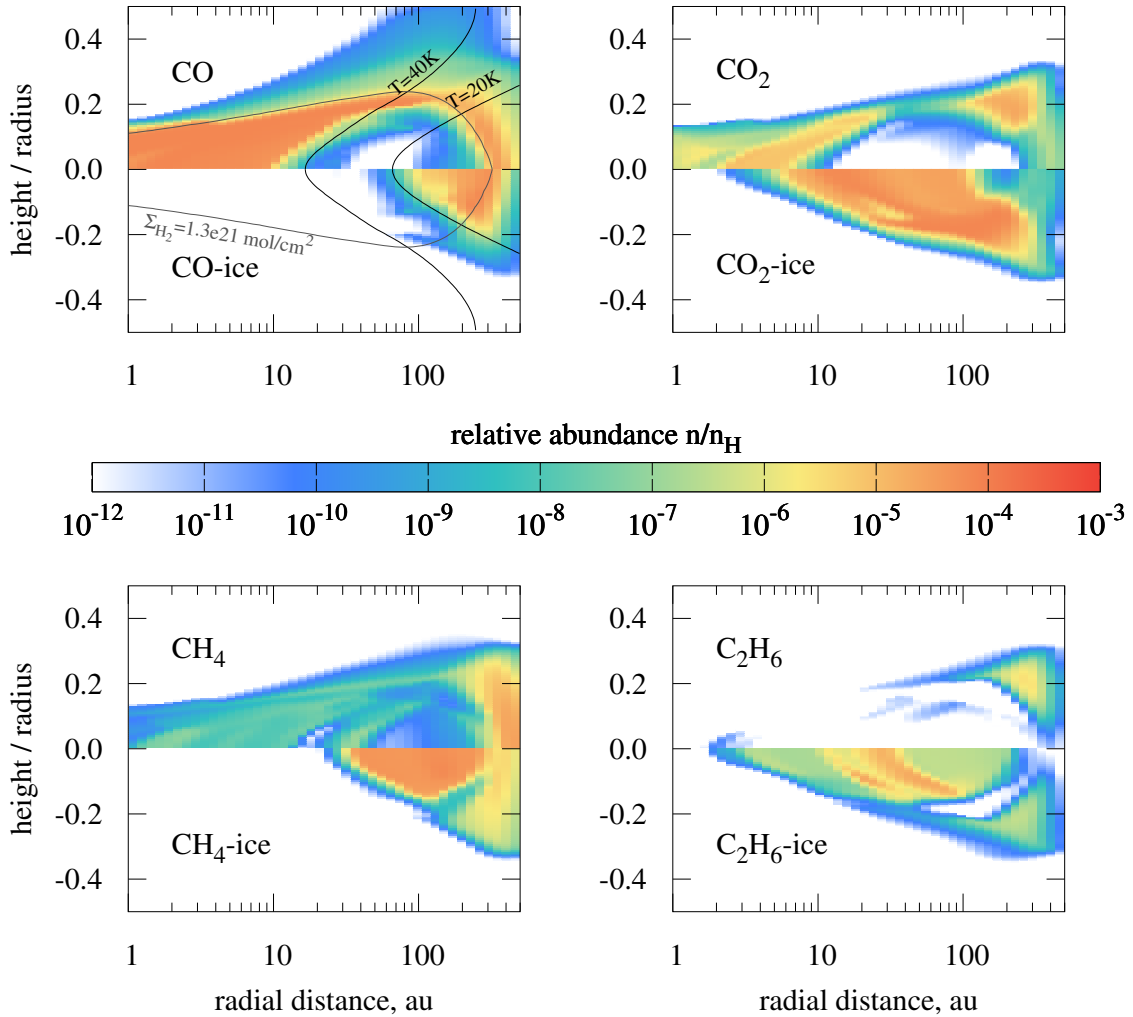 0.4
0.2
0.0
-0.2
-0.4
height / radius
CO
T=40K
T=20K
Σ_H₂=1.3e21 mol/cm²
CO-ice
1 10 100
CO₂
CO₂-ice
1 10 100
relative abundance n/n_H
10⁻¹² 10⁻¹¹ 10⁻¹⁰ 10⁻⁹ 10⁻⁸ 10⁻⁷ 10⁻⁶ 10⁻⁵ 10⁻⁴ 10⁻³
0.4
0.2
0.0
-0.2
-0.4
height / radius
CH₄
CH₄-ice
1 10 100
radial distance, au
0.4
0.2
0.0
-0.2
-0.4
C₂H₆
C₂H₆-ice
1 10 100
radial distance, au
0.4
0.2
0.0
-0.2
-0.4